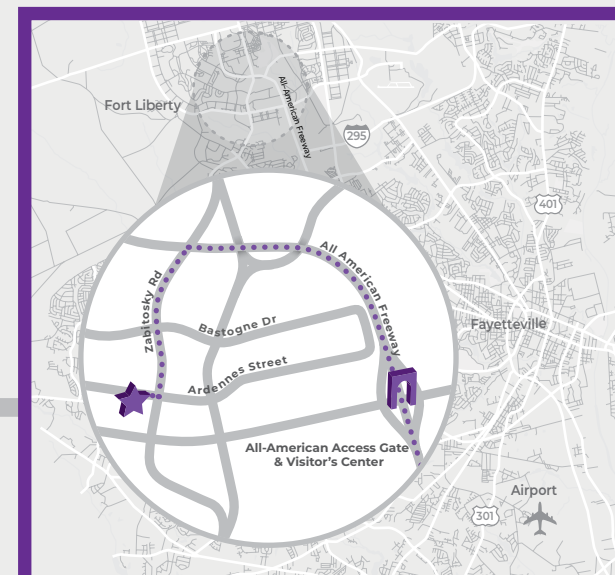 All-American Freeway
Fort Liberty
295
401
All American Freeway
Zabitosky Rd
Bastogne Dr
Fayetteville
Ardennes Street
All-American Access Gate
& Visitor's Center
Airport
301